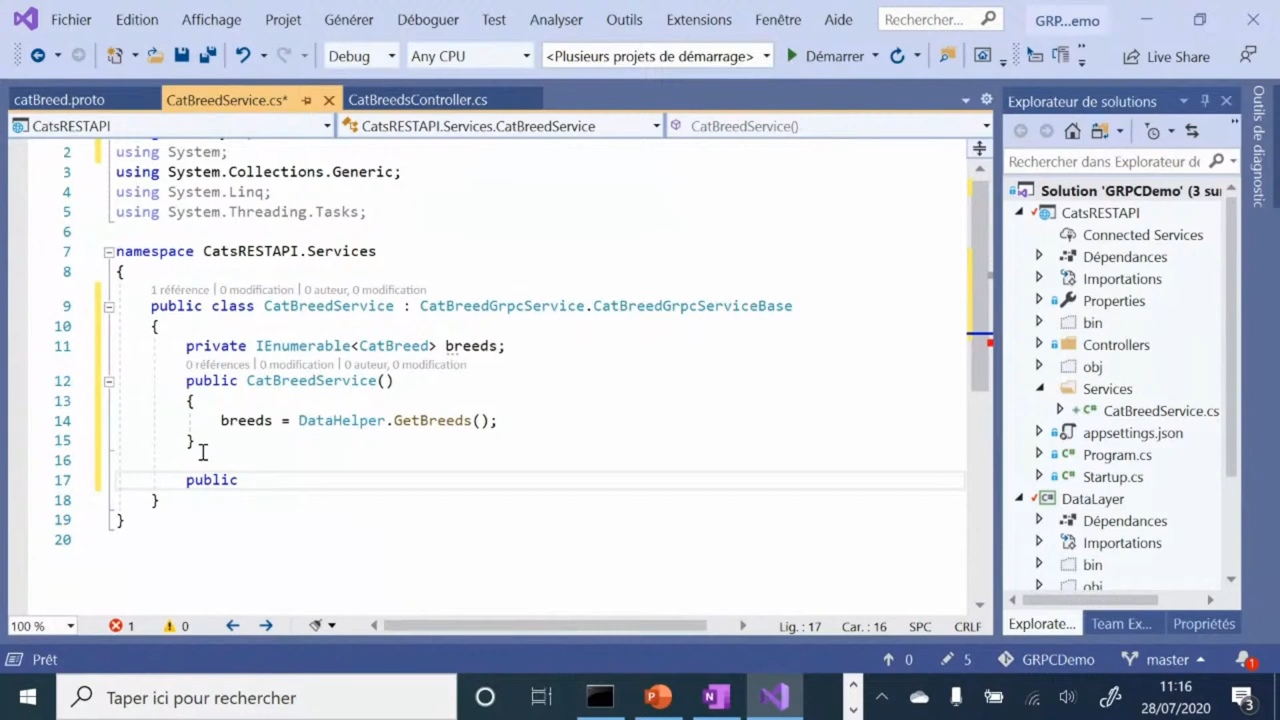 Fichier Edition Affichage Projet Générer Déboguer Test Analyser Outils Extensions Fenêtre Aide Rechercher... GRP...emo
Debug Any CPU <Plusieurs projets de démarrage> Démarrer Live Share
catBreed.proto CatBreedService.cs* CatBreedsController.cs
CatsRESTAPI CatsRESTAPI.Services.CatBreedService CatBreedService()
2 using System;
3 using System.Collections.Generic;
4 using System.Linq;
5 using System.Threading.Tasks;
6
7 namespace CatsRESTAPI.Services
8 {
1 référence | 0 modification | 0 auteur, 0 modification
9 public class CatBreedService : CatBreedGrpcService.CatBreedGrpcServiceBase
10 {
11 private IEnumerable<CatBreed> breeds;
0 références | 0 modification | 0 auteur, 0 modification
12 public CatBreedService()
13 {
14 breeds = DataHelper.GetBreeds();
15 }
16
17 public
18 }
19 }
20
100 % 1 0 Lig. : 17 Car. : 16 SPC CRLF
Explorateur de solutions
Rechercher dans Explorateur de
Solution 'GRPCDemo' (3 su
CatsRESTAPI
Connected Services
Dépendances
Importations
Properties
bin
Controllers
obj
Services
CatBreedService.cs
appsettings.json
Program.cs
Startup.cs
DataLayer
Dépendances
Importations
bin
obj
Explorate... Team Ex... Propriétés
Outils de diagnostic
Prêt 0 5 GRPCDemo master 1
Taper ici pour rechercher
11:16
28/07/2020
3